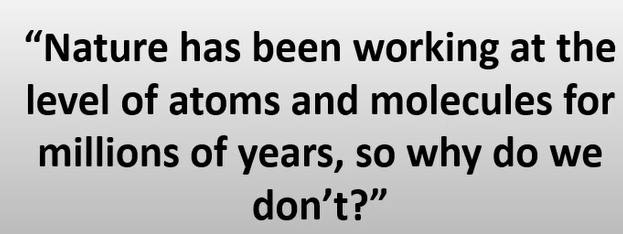 “Nature has been working at the
level of atoms and molecules for
millions of years, so why do we
don’t?”